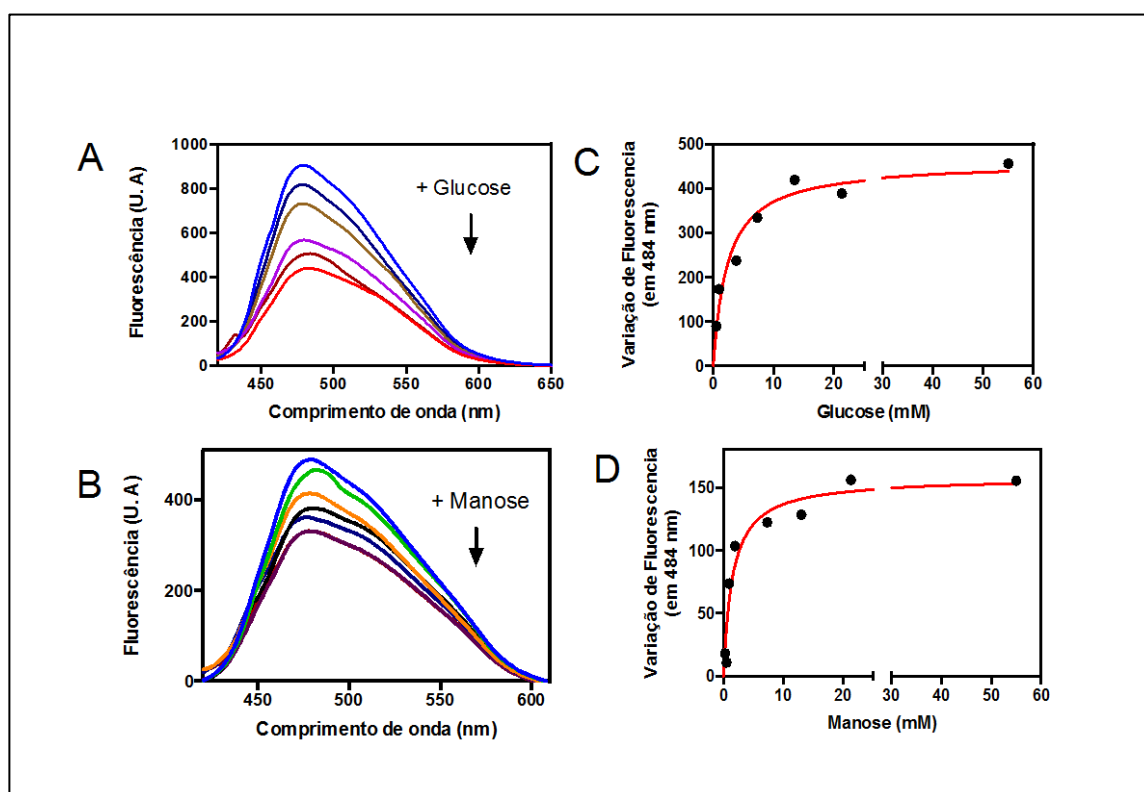 A
Fluorescência (U. A)
1000
800
600
400
200
0
+ Glucose
450
500
550
600
650
Comprimento de onda (nm)
C
Variação de Fluorescencia
(em 484 nm)
500
400
300
200
100
0
0
10
20
30
40
50
60
Glucose (mM)
B
Fluorescência (U. A)
400
200
0
+ Manose
450
500
550
600
Comprimento de onda (nm)
D
Variação de Fluorescencia
(em 484 nm)
150
100
50
0
0
10
20
30
40
50
60
Manose (mM)